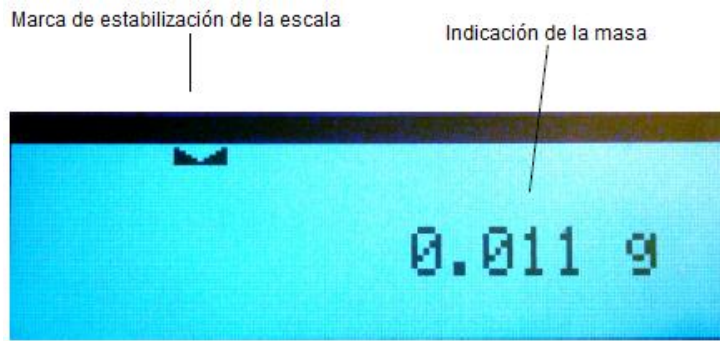 Marca de estabilización de la escala
Indicación de la masa
0.011 g